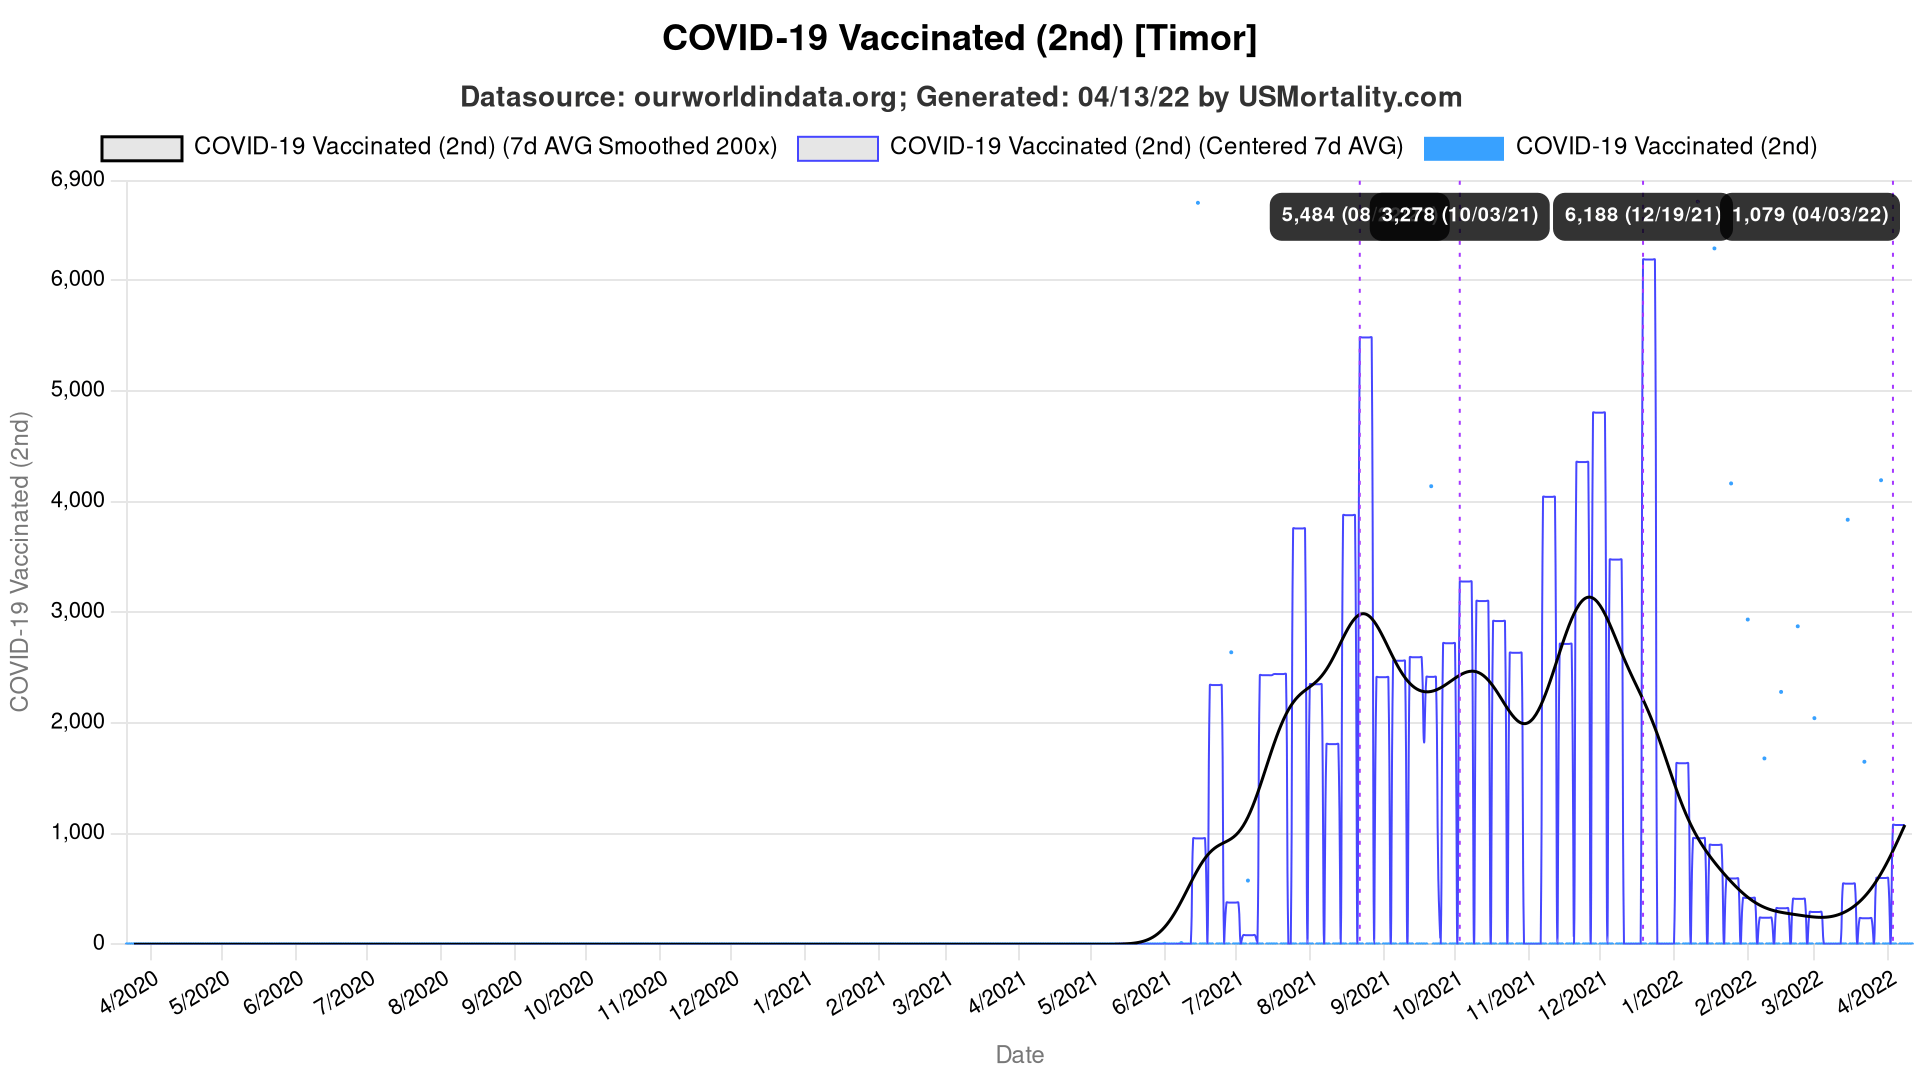 COVID-19 Vaccinated (2nd) [Timor]
Datasource: ourworldindata.org; Generated: 04/13/22 by USMortality.com
COVID-19 Vaccinated (2nd) (7d AVG Smoothed 200x) COVID-19 Vaccinated (2nd) (Centered 7d AVG) COVID-19 Vaccinated (2nd)
5,484 (08 3,278 (10/03/21) 6,188 (12/19/21) 1,079 (04/03/22)
6,900
6,000
5,000
4,000
3,000
2,000
1,000
0
COVID-19 Vaccinated (2nd)
4/2020 5/2020 6/2020 7/2020 8/2020 9/2020 10/2020 11/2020 12/2020 1/2021 2/2021 3/2021 4/2021 5/2021 6/2021 7/2021 8/2021 9/2021 10/2021 11/2021 12/2021 1/2022 2/2022 3/2022 4/2022
Date